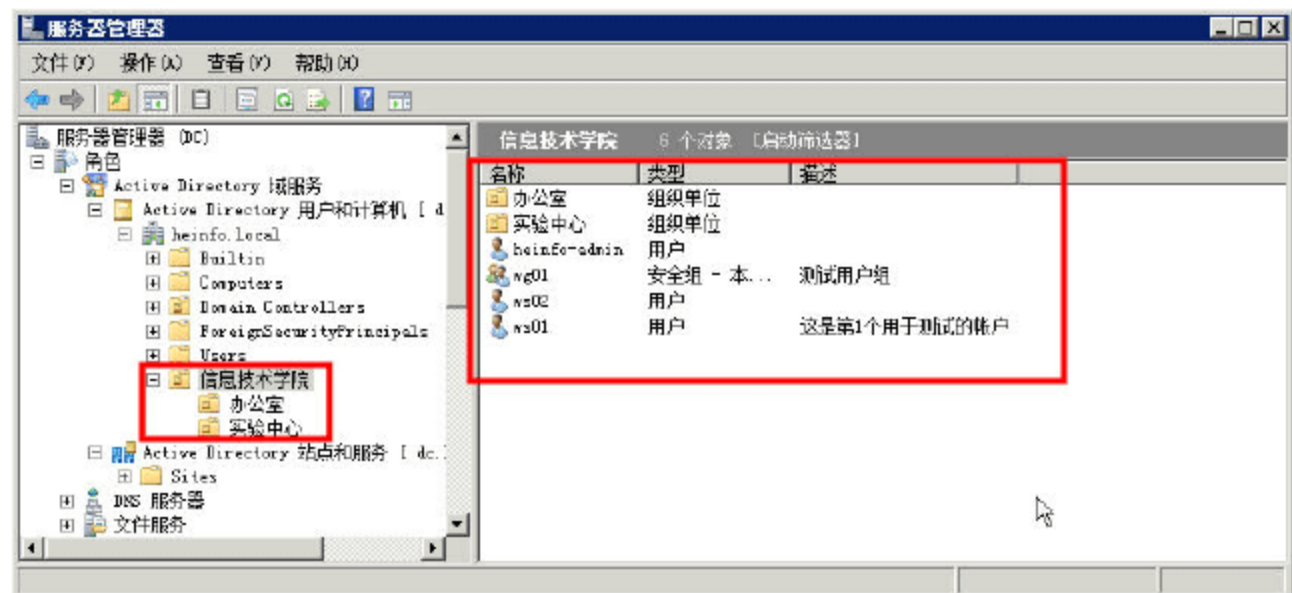 服务器管理器
文件(F) 操作(A) 查看(V) 帮助(H)
服务器管理器 (DC)
角色
Active Directory 域服务
Active Directory 用户和计算机 [ d
heinfo.local
Builtin
Computers
Domain Controllers
ForeignSecurityPrincipals
Users
信息技术学院
办公室
实验中心
Active Directory 站点和服务 [ dc.
Sites
DNS 服务器
文件服务
信息技术学院 6 个对象 [启动筛选器]
名称 类型 描述
办公室 组织单位
实验中心 组织单位
heinfo-admin 用户
wg01 安全组 - 本... 测试用户组
ws02 用户
ws01 用户 这是第1个用于测试的帐户